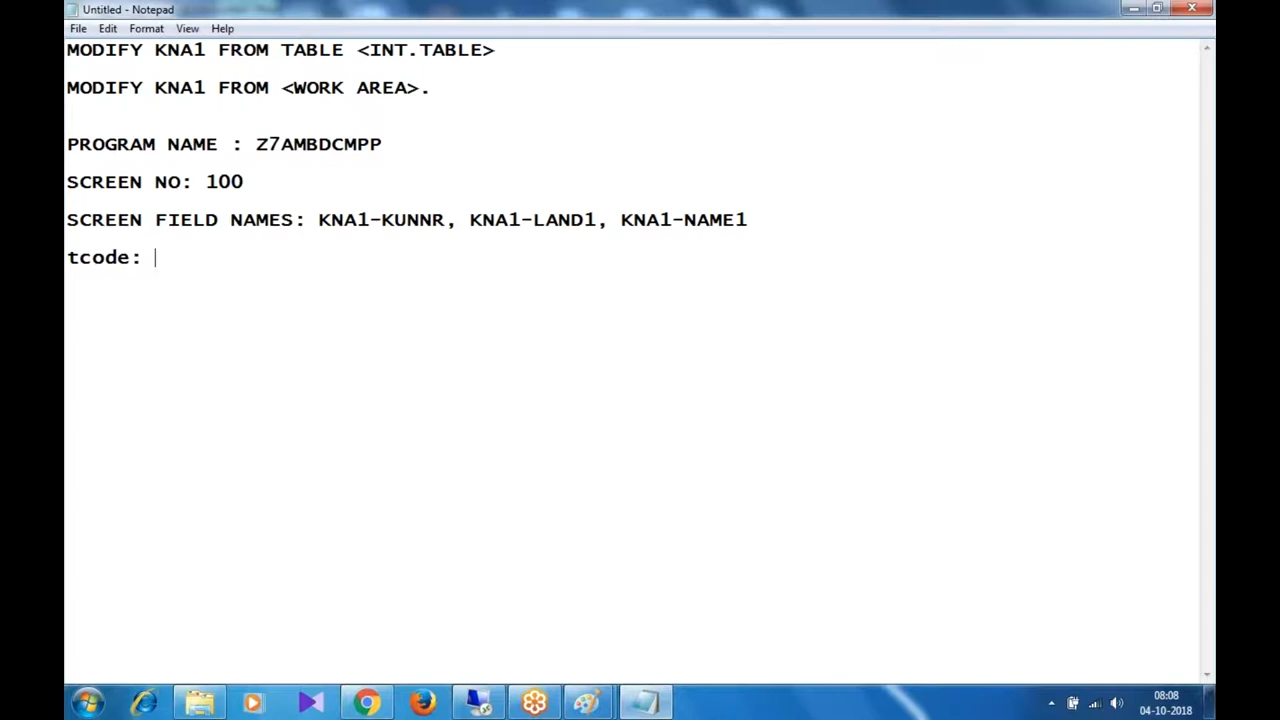 Untitled - Notepad
File Edit Format View Help
MODIFY KNA1 FROM TABLE <INT.TABLE>
MODIFY KNA1 FROM <WORK AREA>.
PROGRAM NAME : Z7AMBDCMPP
SCREEN NO: 100
SCREEN FIELD NAMES: KNA1-KUNNR, KNA1-LAND1, KNA1-NAME1
tcode:
08:08
04-10-2018